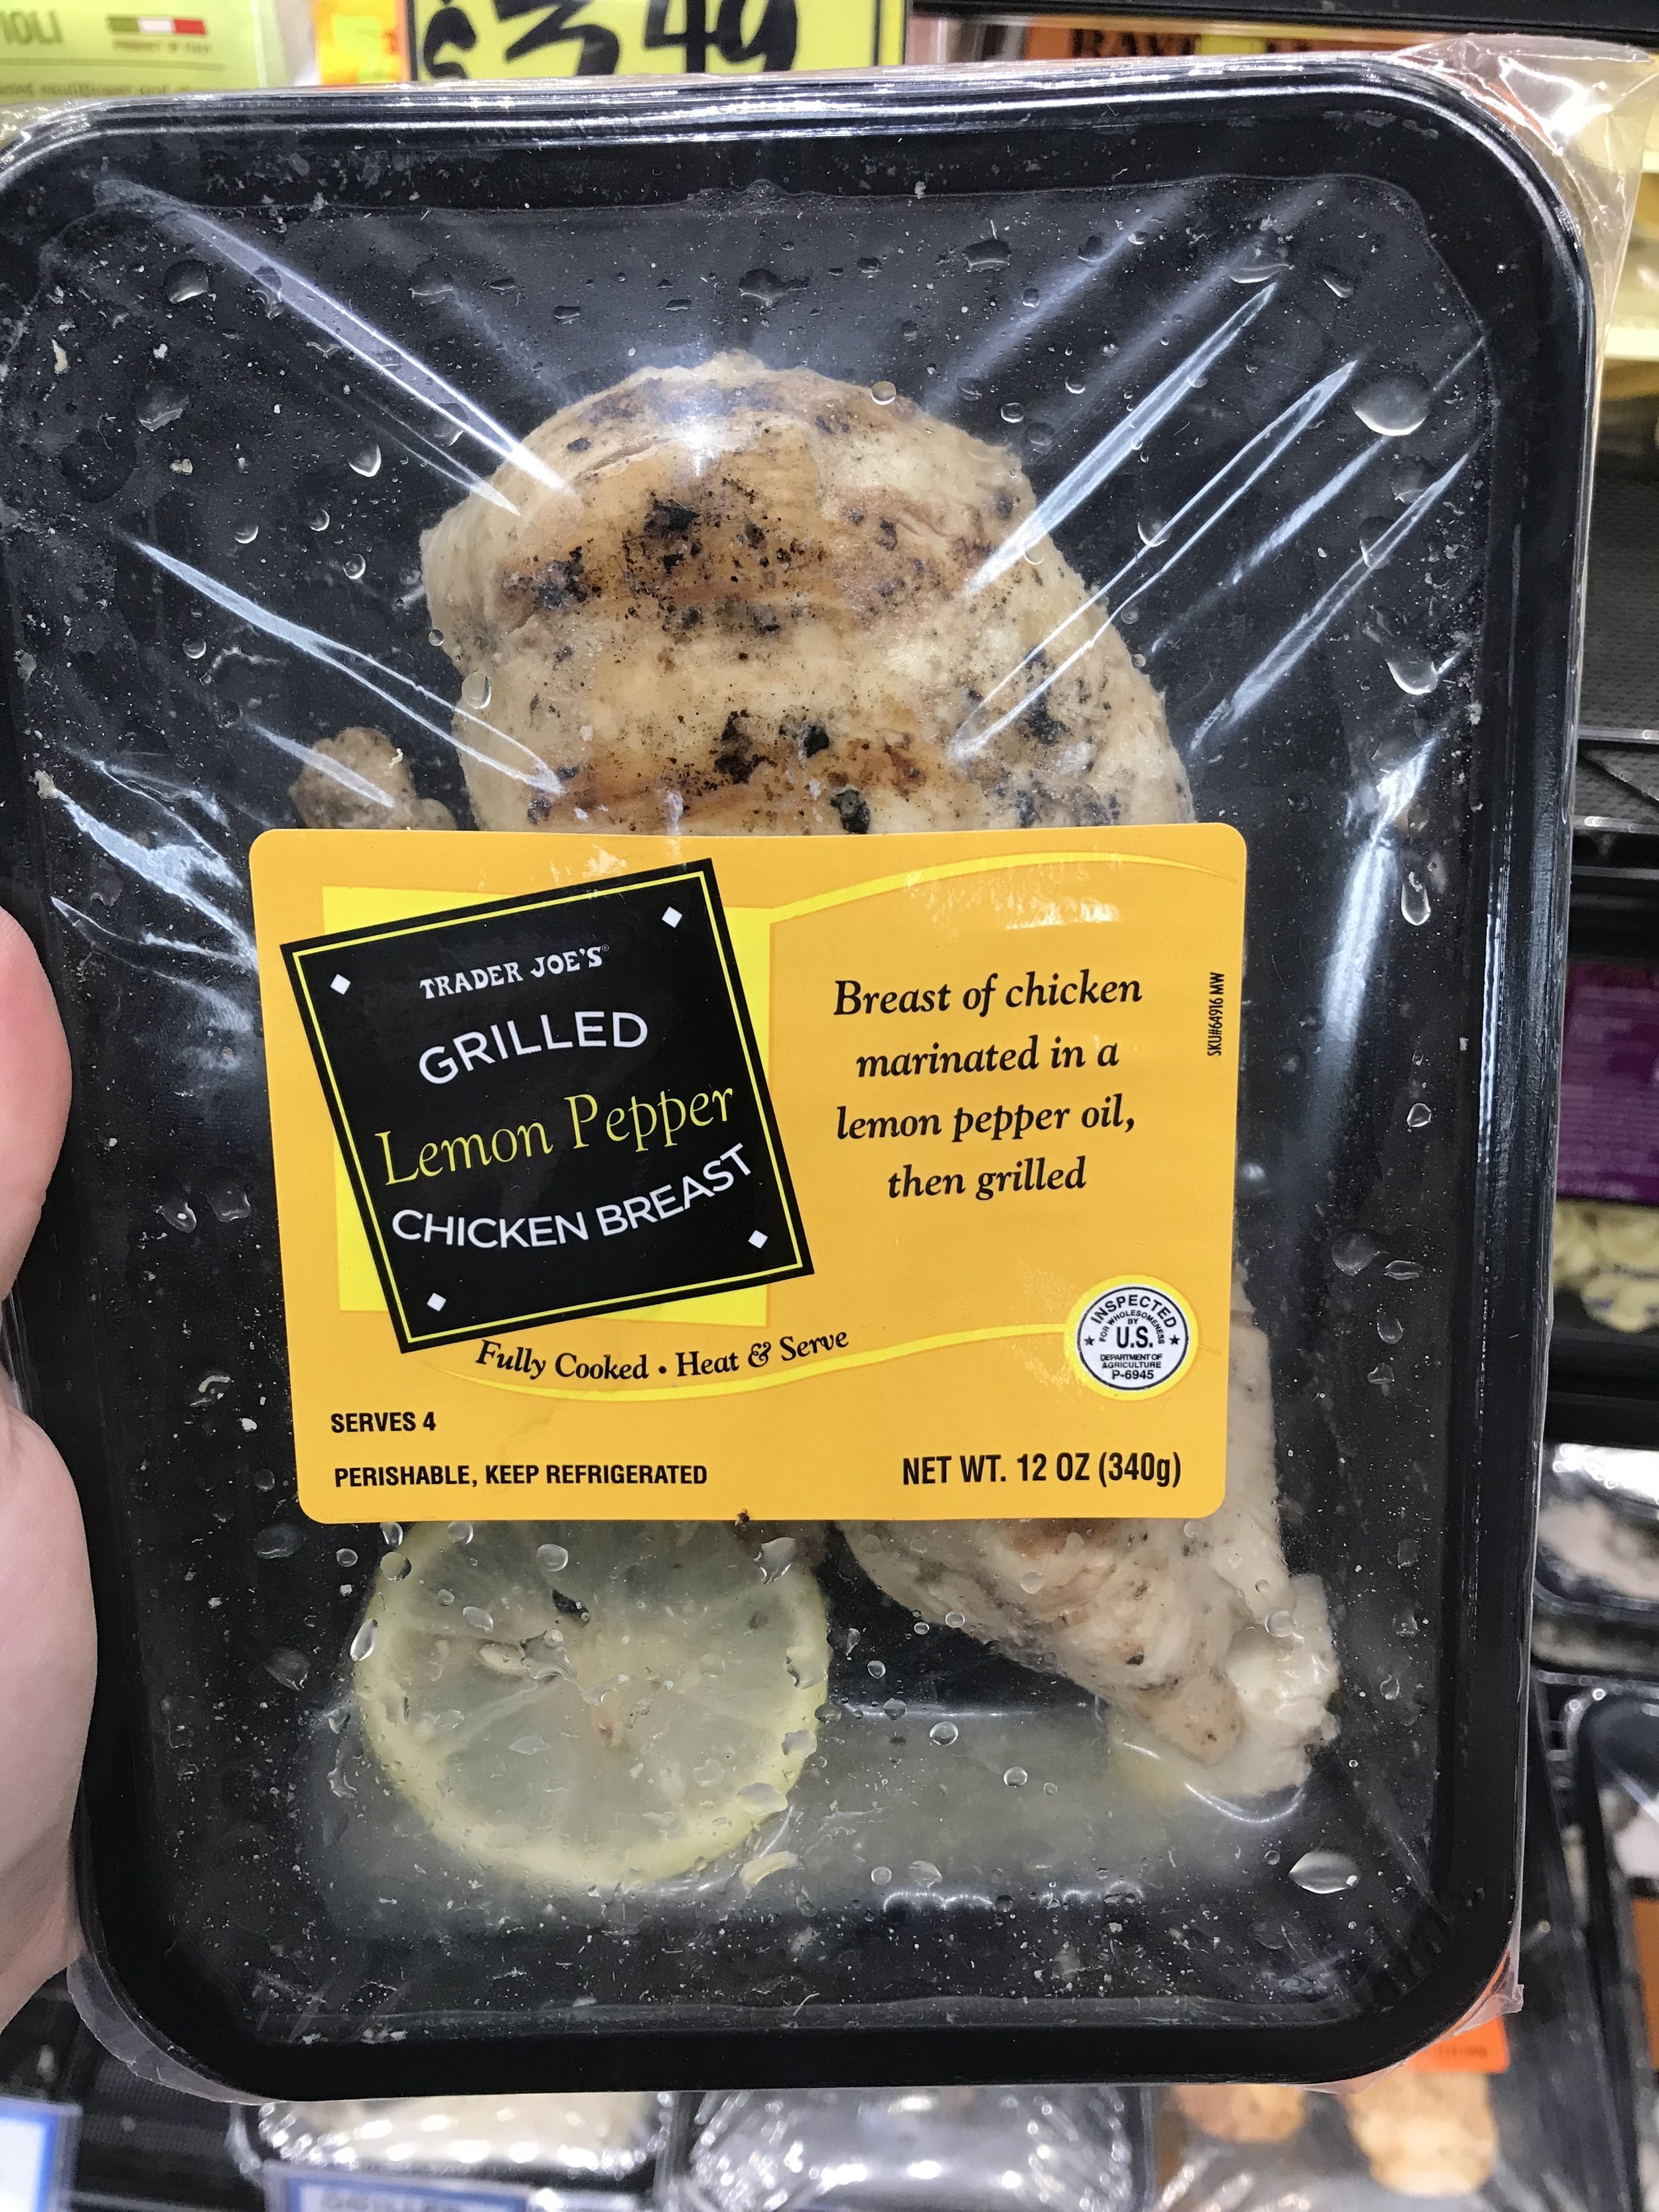 $3.49
TRADER JOE'S®
GRILLED
Lemon Pepper
CHICKEN BREAST
Fully Cooked • Heat & Serve
SERVES 4
PERISHABLE, KEEP REFRIGERATED
Breast of chicken
marinated in a
lemon pepper oil,
then grilled
SKU#64916 MW
INSPECTED
FOR WHOLESOMENESS
BY
U.S.
DEPARTMENT OF
AGRICULTURE
P-6945
NET WT. 12 OZ (340g)